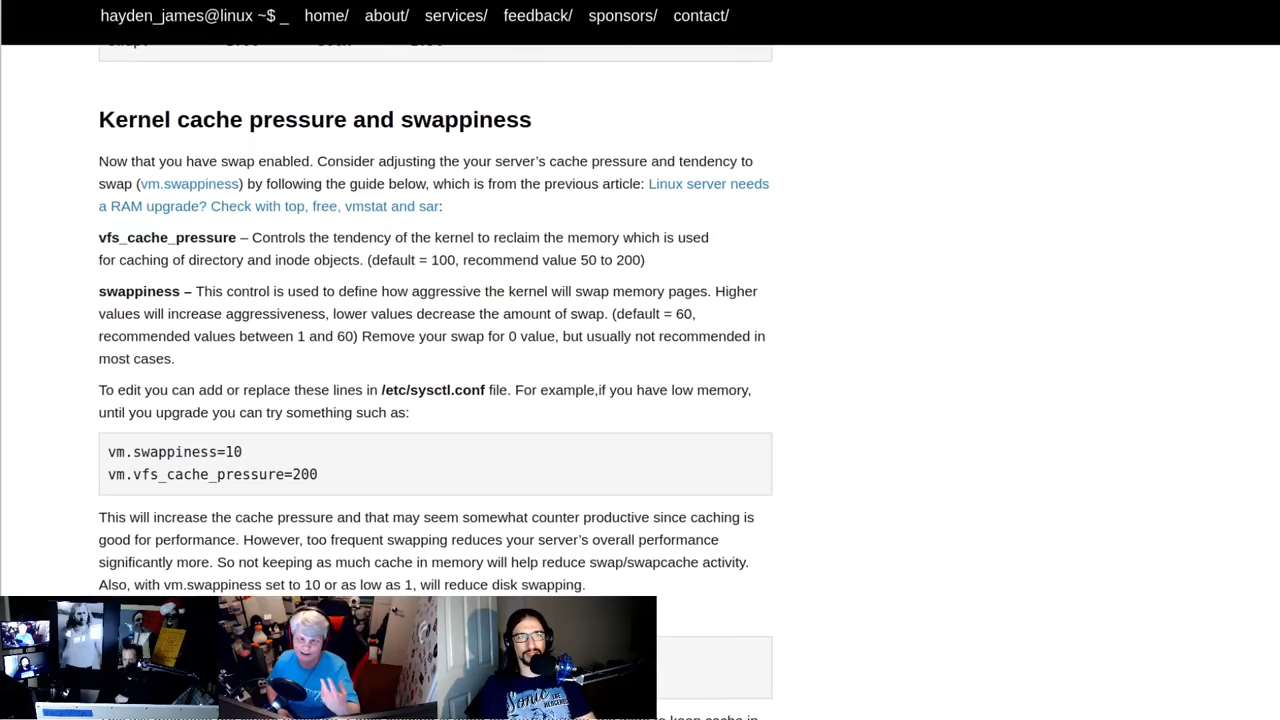 hayden_james@linux ~$ _ home/ about/ services/ feedback/ sponsors/ contact/
Kernel cache pressure and swappiness
Now that you have swap enabled. Consider adjusting the your server’s cache pressure and tendency to
swap (vm.swappiness) by following the guide below, which is from the previous article: Linux server needs
a RAM upgrade? Check with top, free, vmstat and sar:
vfs_cache_pressure – Controls the tendency of the kernel to reclaim the memory which is used
for caching of directory and inode objects. (default = 100, recommend value 50 to 200)
swappiness – This control is used to define how aggressive the kernel will swap memory pages. Higher
values will increase aggressiveness, lower values decrease the amount of swap. (default = 60,
recommended values between 1 and 60) Remove your swap for 0 value, but usually not recommended in
most cases.
To edit you can add or replace these lines in /etc/sysctl.conf file. For example,if you have low memory,
until you upgrade you can try something such as:
vm.swappiness=10
vm.vfs_cache_pressure=200
This will increase the cache pressure and that may seem somewhat counter productive since caching is
good for performance. However, too frequent swapping reduces your server’s overall performance
significantly more. So not keeping as much cache in memory will help reduce swap/swapcache activity.
Also, with vm.swappiness set to 10 or as low as 1, will reduce disk swapping.
Sonic